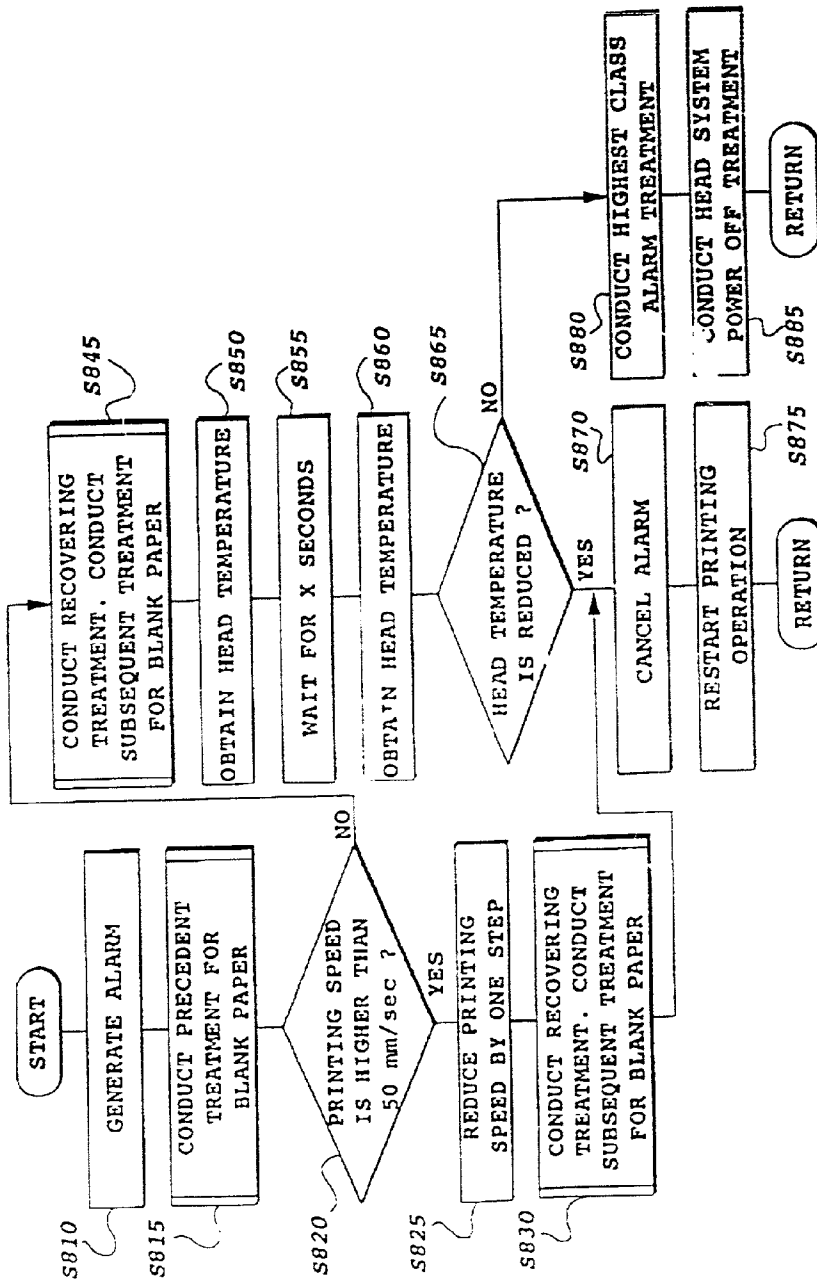 START
S810
GENERATE ALARM
S815
CONDUCT PRECEDENT
TREATMENT FOR
BLANK PAPER
S820
PRINTING SPEED
IS HIGHER THAN
50 mm/sec ?
NO
YES
S825
REDUCE PRINTING
SPEED BY ONE STEP
S830
CONDUCT RECOVERING
TREATMENT. CONDUCT
SUBSEQUENT TREATMENT
FOR BLANK PAPER
S845
CONDUCT RECOVERING
TREATMENT. CONDUCT
SUBSEQUENT TREATMENT
FOR BLANK PAPER
S850
OBTAIN HEAD TEMPERATURE
S855
WAIT FOR X SECONDS
S860
OBTAIN HEAD TEMPERATURE
S865
HEAD TEMPERATURE
IS REDUCED ?
NO
YES
S870
CANCEL ALARM
S875
RESTART PRINTING
OPERATION
RETURN
S880
CONDUCT HIGHEST CLASS
ALARM TREATMENT
S885
CONDUCT HEAD SYSTEM
POWER OFF TREATMENT
RETURN